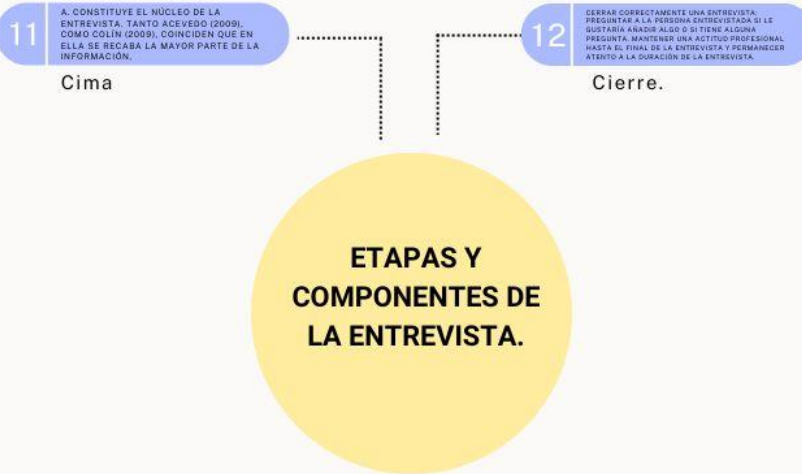 11
A. CONSTITUYE EL NÚCLEO DE LA
ENTREVISTA. TANTO ACEVEDO (2009),
COMO COLÍN (2009), COINCIDEN QUE EN
ELLA SE RECABA LA MAYOR PARTE DE LA
INFORMACIÓN,
Cima
12
CERRAR CORRECTAMENTE UNA ENTREVISTA;
PREGUNTAR A LA PERSONA ENTREVISTADA SI LE
GUSTARÍA AÑADIR ALGO O SI TIENE ALGUNA
PREGUNTA. MANTENER UNA ACTITUD PROFESIONAL
HASTA EL FINAL DE LA ENTREVISTA Y PERMANECER
ATENTO A LA DURACIÓN DE LA ENTREVISTA.
Cierre.
ETAPAS Y
COMPONENTES DE
LA ENTREVISTA.